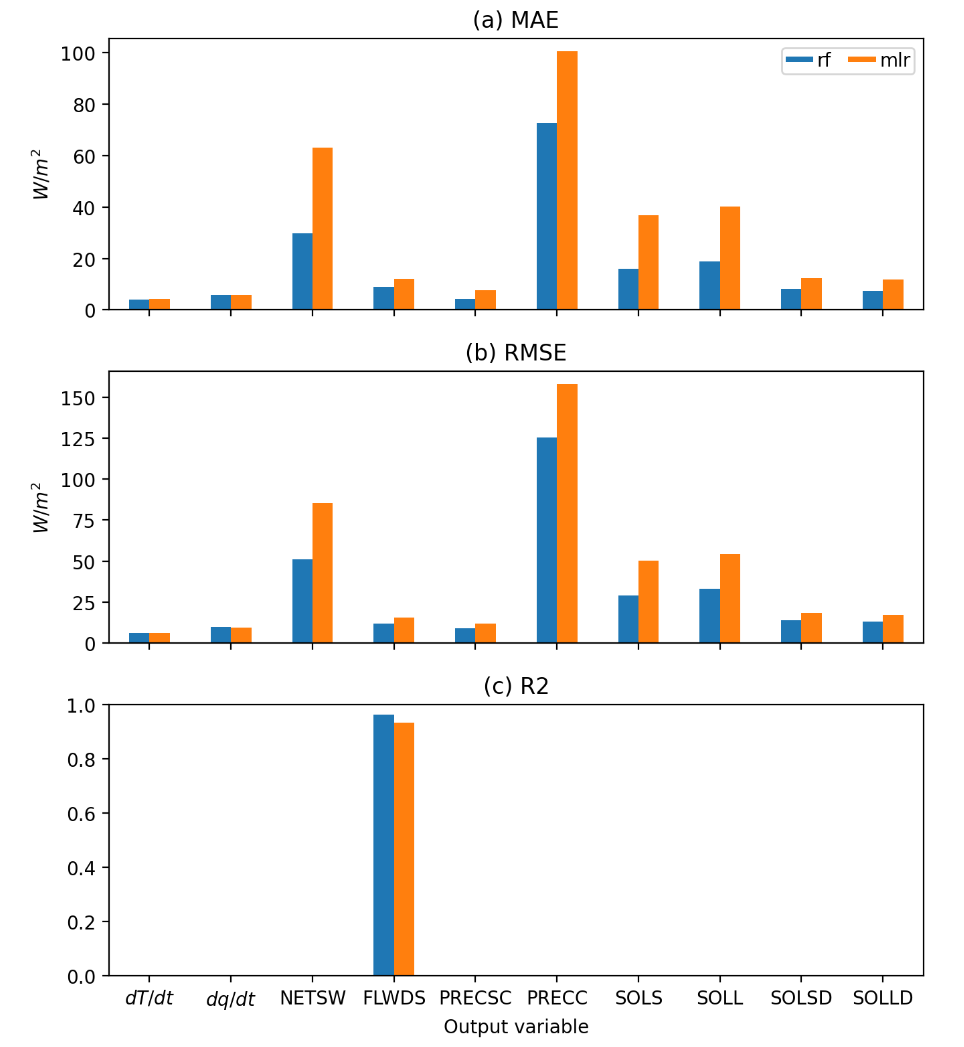 (a) MAE
100
80
60
40
20
0
W/m²
rf mlr
(b) RMSE
150
125
100
75
50
25
0
W/m²
(c) R2
1.0
0.8
0.6
0.4
0.2
0.0
dT/dt dq/dt NETSW FLWDS PRECSC PRECC SOLS SOLL SOLSD SOLLD
Output variable